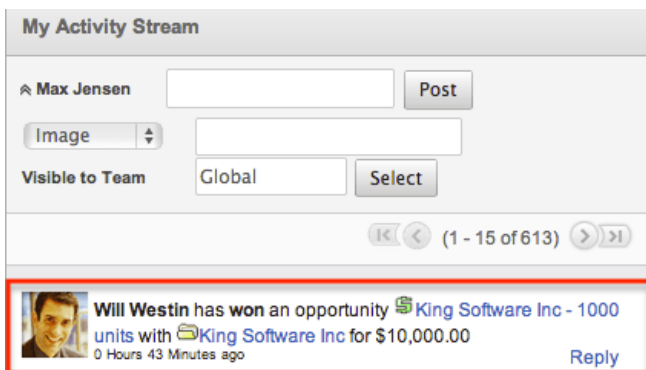 My Activity Stream
Max Jensen
Post
Image
Visible to Team
Global
Select
(1 - 15 of 613)
Will Westin has won an opportunity King Software Inc - 1000
units with King Software Inc for $10,000.00
0 Hours 43 Minutes ago
Reply